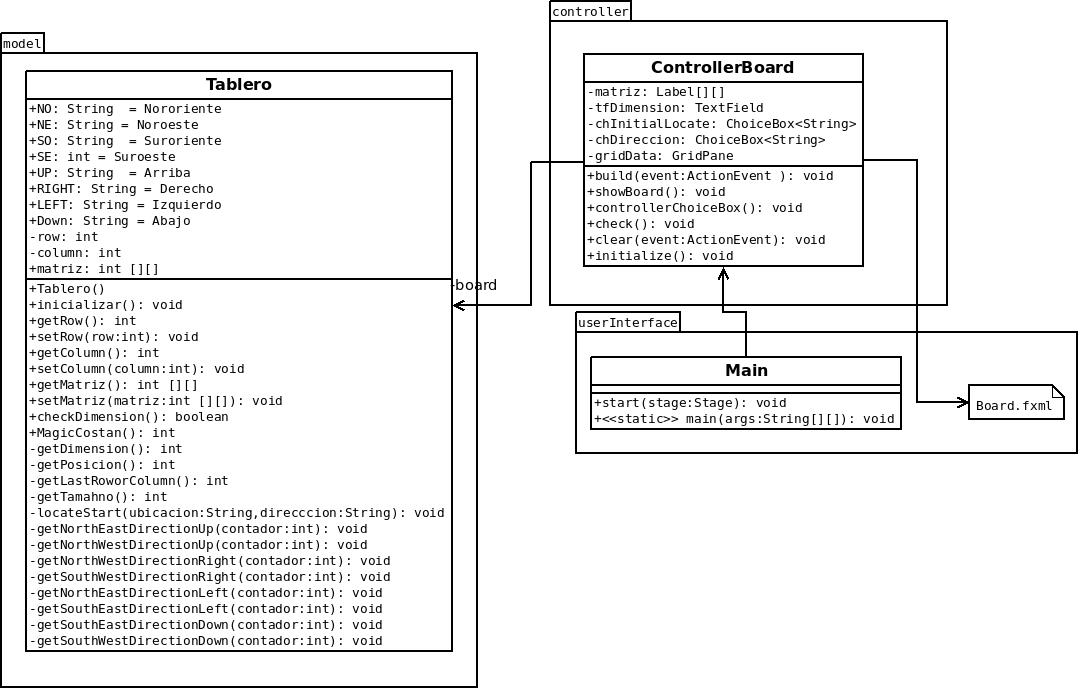 model
Tablero
+NO: String  = Nororiente
+NE: String = Noroeste
+SO: String  = Suroriente
+SE: int = Suroeste
+UP: String  = Arriba
+RIGHT: String = Derecho
+LEFT: String = Izquierdo
+Down: String = Abajo
-row: int
-column: int
+matriz: int [][]
+Tablero()
+inicializar(): void
+getRow(): int
+setRow(row:int): void
+getColumn(): int
+setColumn(column:int): void
+getMatriz(): int [][]
+setMatriz(matriz:int [][]): void
+checkDimension(): boolean
+MagicCostan(): int
-getDimension(): int
-getPosicion(): int
-getLastRoworColumn(): int
-getTamahno(): int
-locateStart(ubicacion:String,direcccion:String): void
-getNorthEastDirectionUp(contador:int): void
-getNorthWestDirectionUp(contador:int): void
-getNorthWestDirectionRight(contador:int): void
-getSouthWestDirectionRight(contador:int): void
-getNorthEastDirectionLeft(contador:int): void
-getSouthEastDirectionLeft(contador:int): void
-getSouthEastDirectionDown(contador:int): void
-getSouthWestDirectionDown(contador:int): void
-board
controller
ControllerBoard
-matriz: Label[][]
-tfDimension: TextField
-chInitialLocate: ChoiceBox<String>
-chDireccion: ChoiceBox<String>
-gridData: GridPane
+build(event:ActionEvent ): void
+showBoard(): void
+controllerChoiceBox(): void
+check(): void
+clear(event:ActionEvent): void
+initialize(): void
userInterface
Main
+start(stage:Stage): void
+<<static>> main(args:String[][]): void
Board.fxml